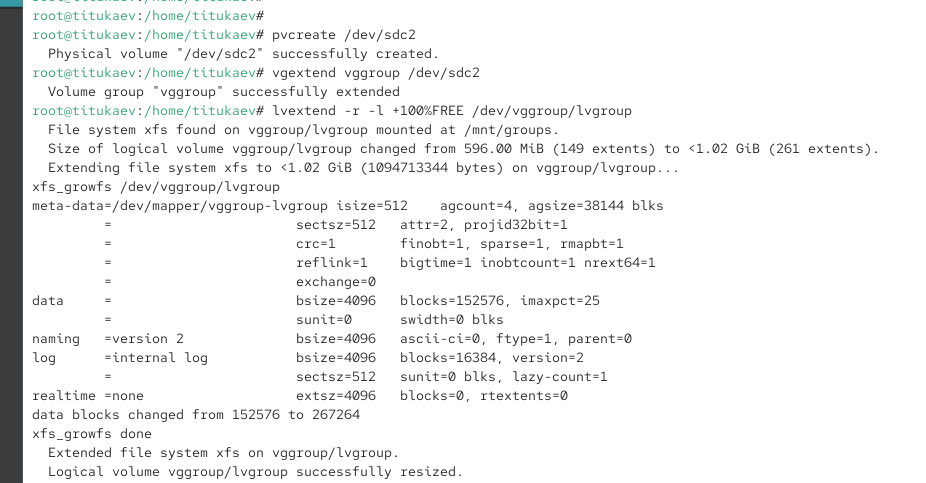 root@titukaev:/home/titukaev#
root@titukaev:/home/titukaev# pvcreate /dev/sdc2
  Physical volume "/dev/sdc2" successfully created.
root@titukaev:/home/titukaev# vgextend vggroup /dev/sdc2
  Volume group "vggroup" successfully extended
root@titukaev:/home/titukaev# lvextend -r -l +100%FREE /dev/vggroup/lvgroup
  File system xfs found on vggroup/lvgroup mounted at /mnt/groups.
  Size of logical volume vggroup/lvgroup changed from 596.00 MiB (149 extents) to <1.02 GiB (261 extents).
  Extending file system xfs to <1.02 GiB (1094713344 bytes) on vggroup/lvgroup...
xfs_growfs /dev/vggroup/lvgroup
meta-data=/dev/mapper/vggroup-lvgroup isize=512    agcount=4, agsize=38144 blks
         =                       sectsz=512   attr=2, projid32bit=1
         =                       crc=1        finobt=1, sparse=1, rmapbt=1
         =                       reflink=1    bigtime=1 inobtcount=1 nrext64=1
         =                       exchange=0
data     =                       bsize=4096   blocks=152576, imaxpct=25
         =                       sunit=0      swidth=0 blks
naming   =version 2              bsize=4096   ascii-ci=0, ftype=1, parent=0
log      =internal log           bsize=4096   blocks=16384, version=2
         =                       sectsz=512   sunit=0 blks, lazy-count=1
realtime =none                   extsz=4096   blocks=0, rtextents=0
data blocks changed from 152576 to 267264
xfs_growfs done
  Extended file system xfs on vggroup/lvgroup.
  Logical volume vggroup/lvgroup successfully resized.